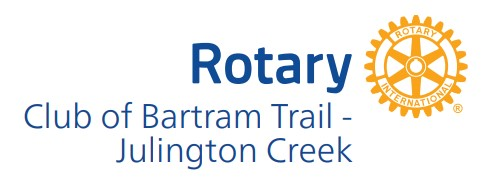 Rotary
Club of Bartram Trail -
Julington Creek
ROTARY
INTERNATIONAL
®